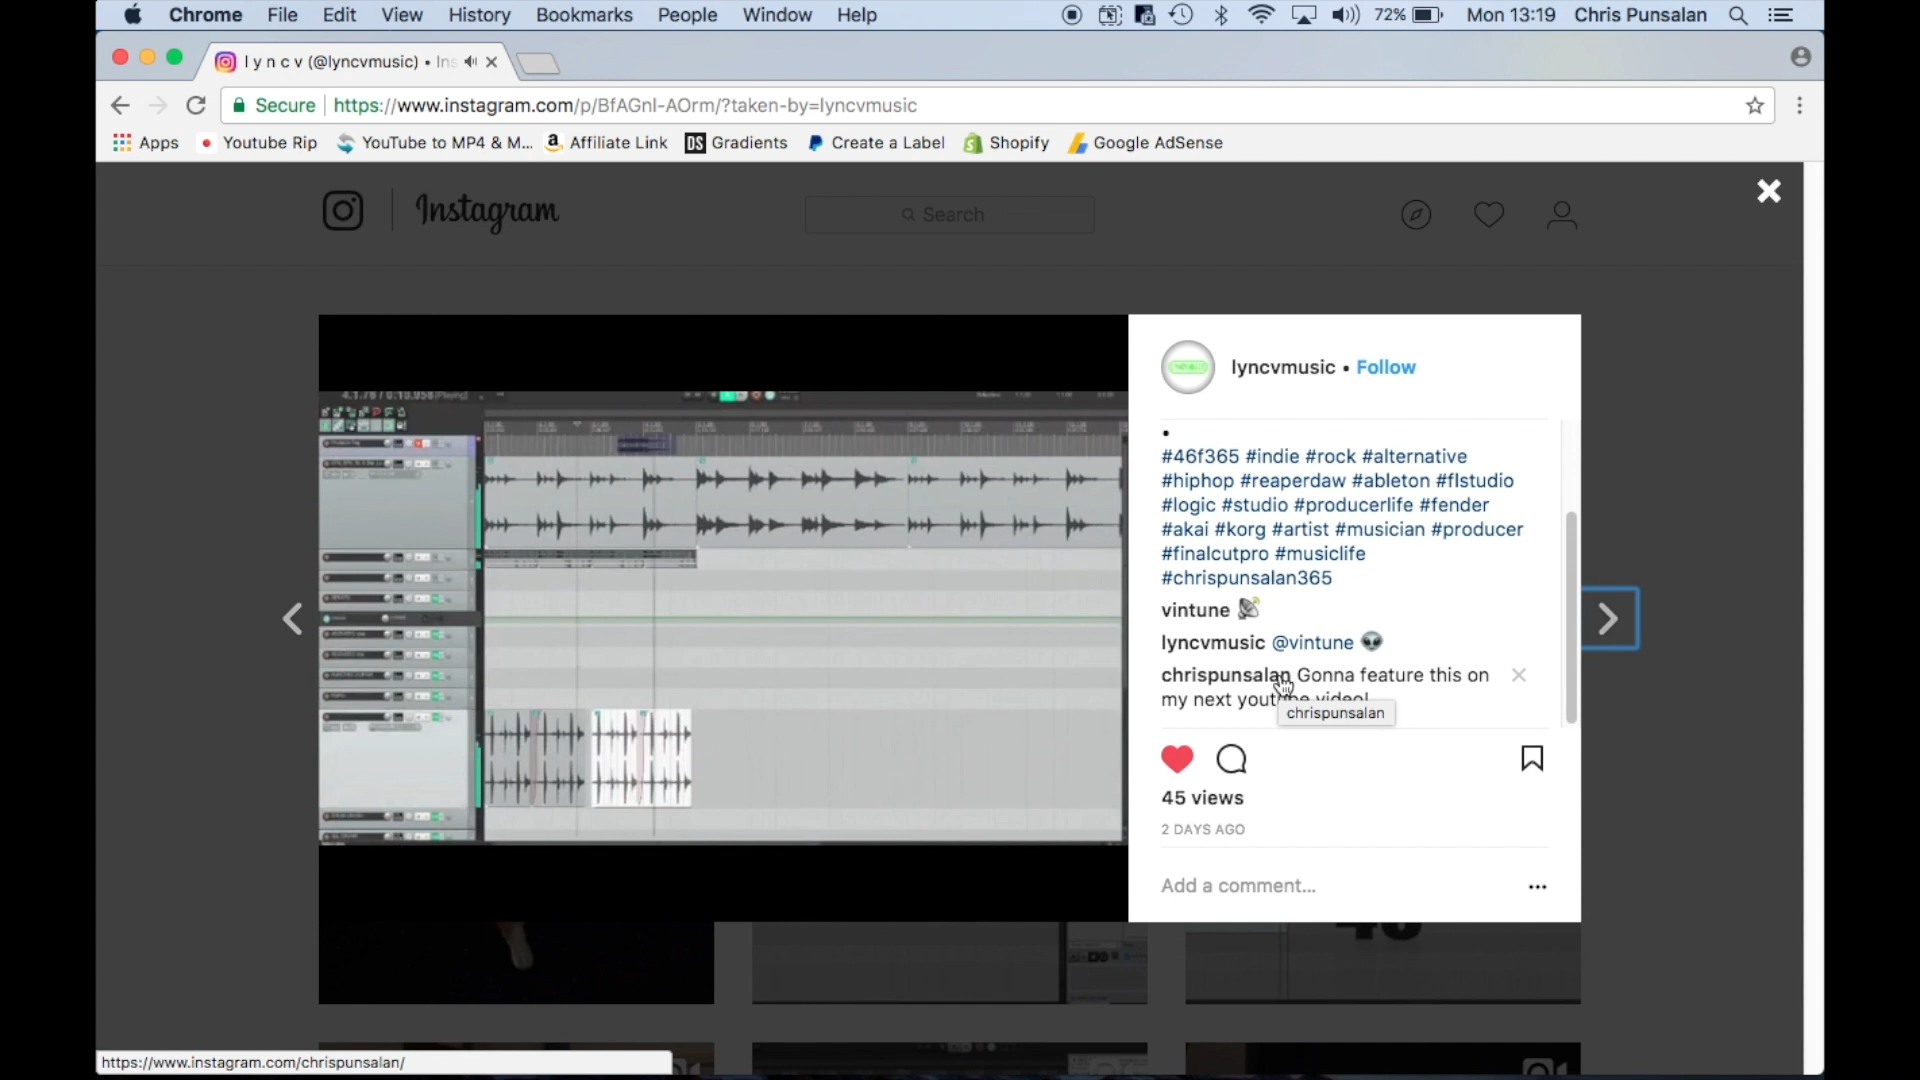 Chrome File Edit View History Bookmarks People Window Help 72% Mon 13:19 Chris Punsalan
l y n c v (@lyncvmusic) • Ins
Secure https://www.instagram.com/p/BfAGnl-AOrm/?taken-by=lyncvmusic
Apps Youtube Rip YouTube to MP4 & M... Affiliate Link DS Gradients Create a Label Shopify Google AdSense
Instagram Search
lyncvmusic • Follow
•
#46f365 #indie #rock #alternative
#hiphop #reaperdaw #ableton #flstudio
#logic #studio #producerlife #fender
#akai #korg #artist #musician #producer
#finalcutpro #musiclife
#chrispunsalan365
vintune
lyncvmusic @vintune
chrispunsalan Gonna feature this on
my next youtube video!
chrispunsalan
45 views
2 DAYS AGO
Add a comment...
https://www.instagram.com/chrispunsalan/